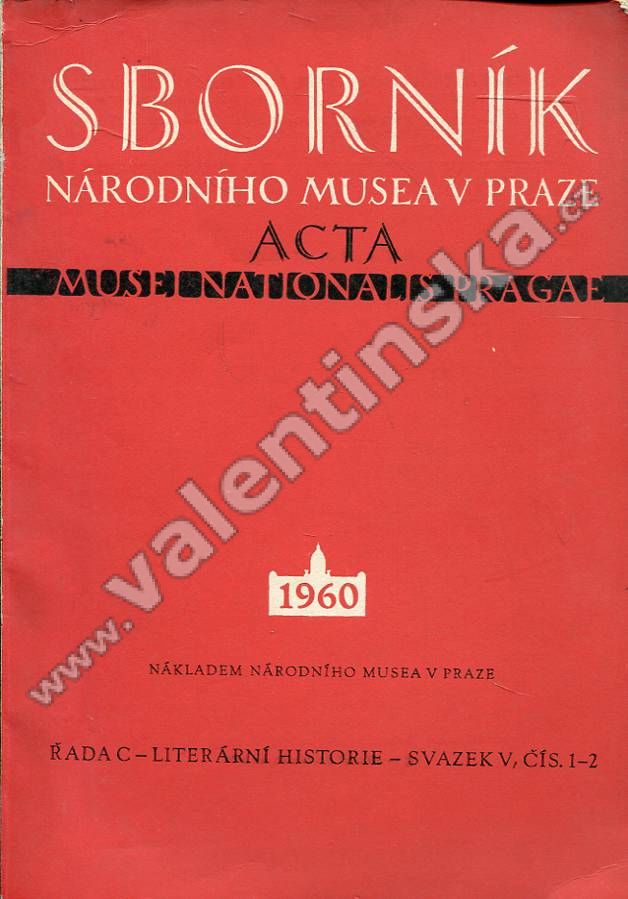 SBORNÍK
NÁRODNÍHO MUSEA V PRAZE
ACTA
MUSEI NATIONALIS PRAGAE
1960
NÁKLADEM NÁRODNÍHO MUSEA V PRAZE
ŘADA C – LITERÁRNÍ HISTORIE – SVAZEK V, ČÍS. 1–2
www.valentinska.cz